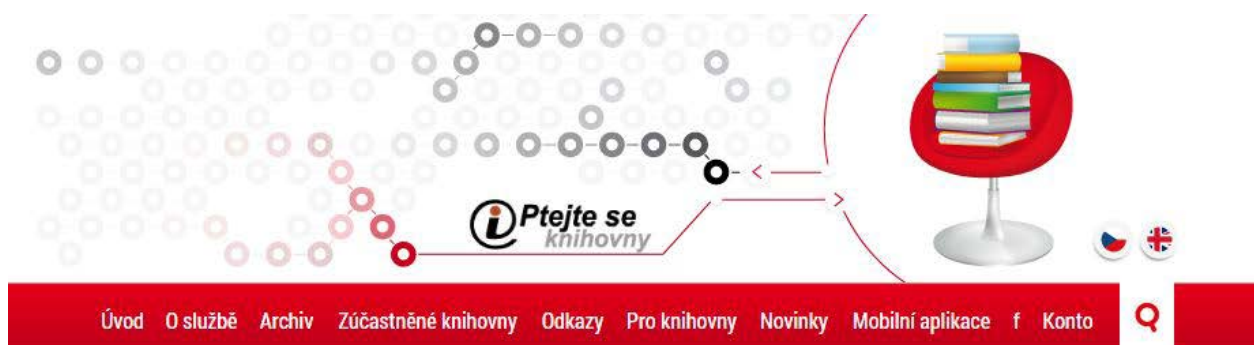 Ptejte se
knihovny
Úvod O službě Archiv Zúčastněné knihovny Odkazy Pro knihovny Novinky Mobilní aplikace f Konto